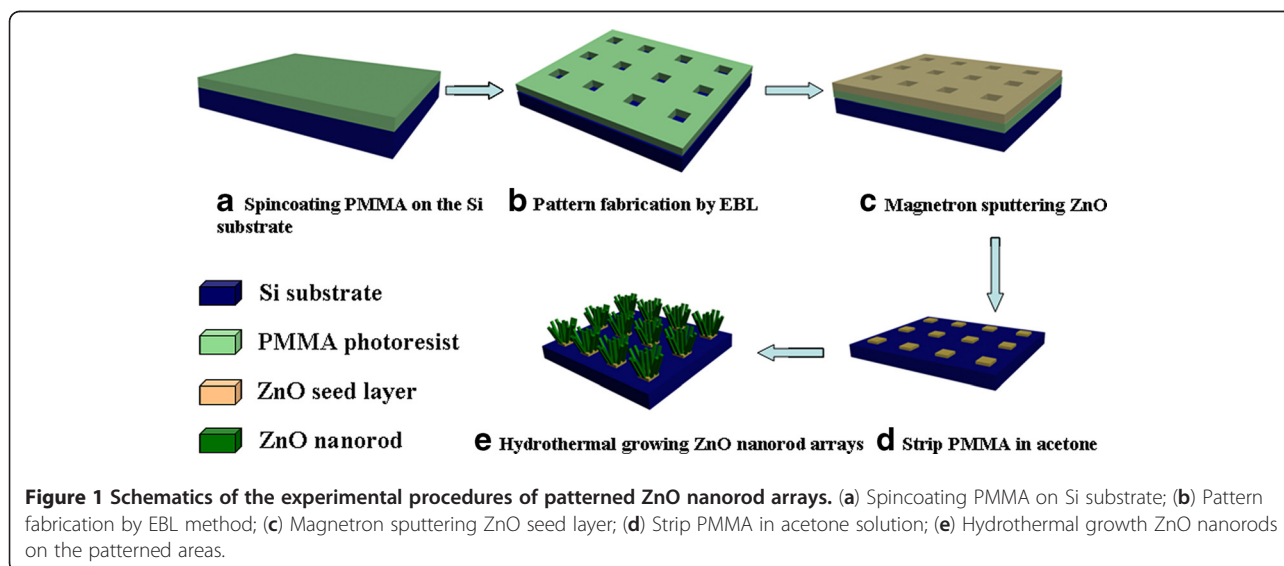 a Spincoating PMMA on the Si
substrate
b Pattern fabrication by EBL
c Magnetron sputtering ZnO
Si substrate
PMMA photoresist
ZnO seed layer
ZnO nanorod
e Hydrothermal growing ZnO nanorod arrays
d Strip PMMA in acetone
Figure 1 Schematics of the experimental procedures of patterned ZnO nanorod arrays. (a) Spincoating PMMA on Si substrate; (b) Pattern
fabrication by EBL method; (c) Magnetron sputtering ZnO seed layer; (d) Strip PMMA in acetone solution; (e) Hydrothermal growth ZnO nanorods
on the patterned areas.